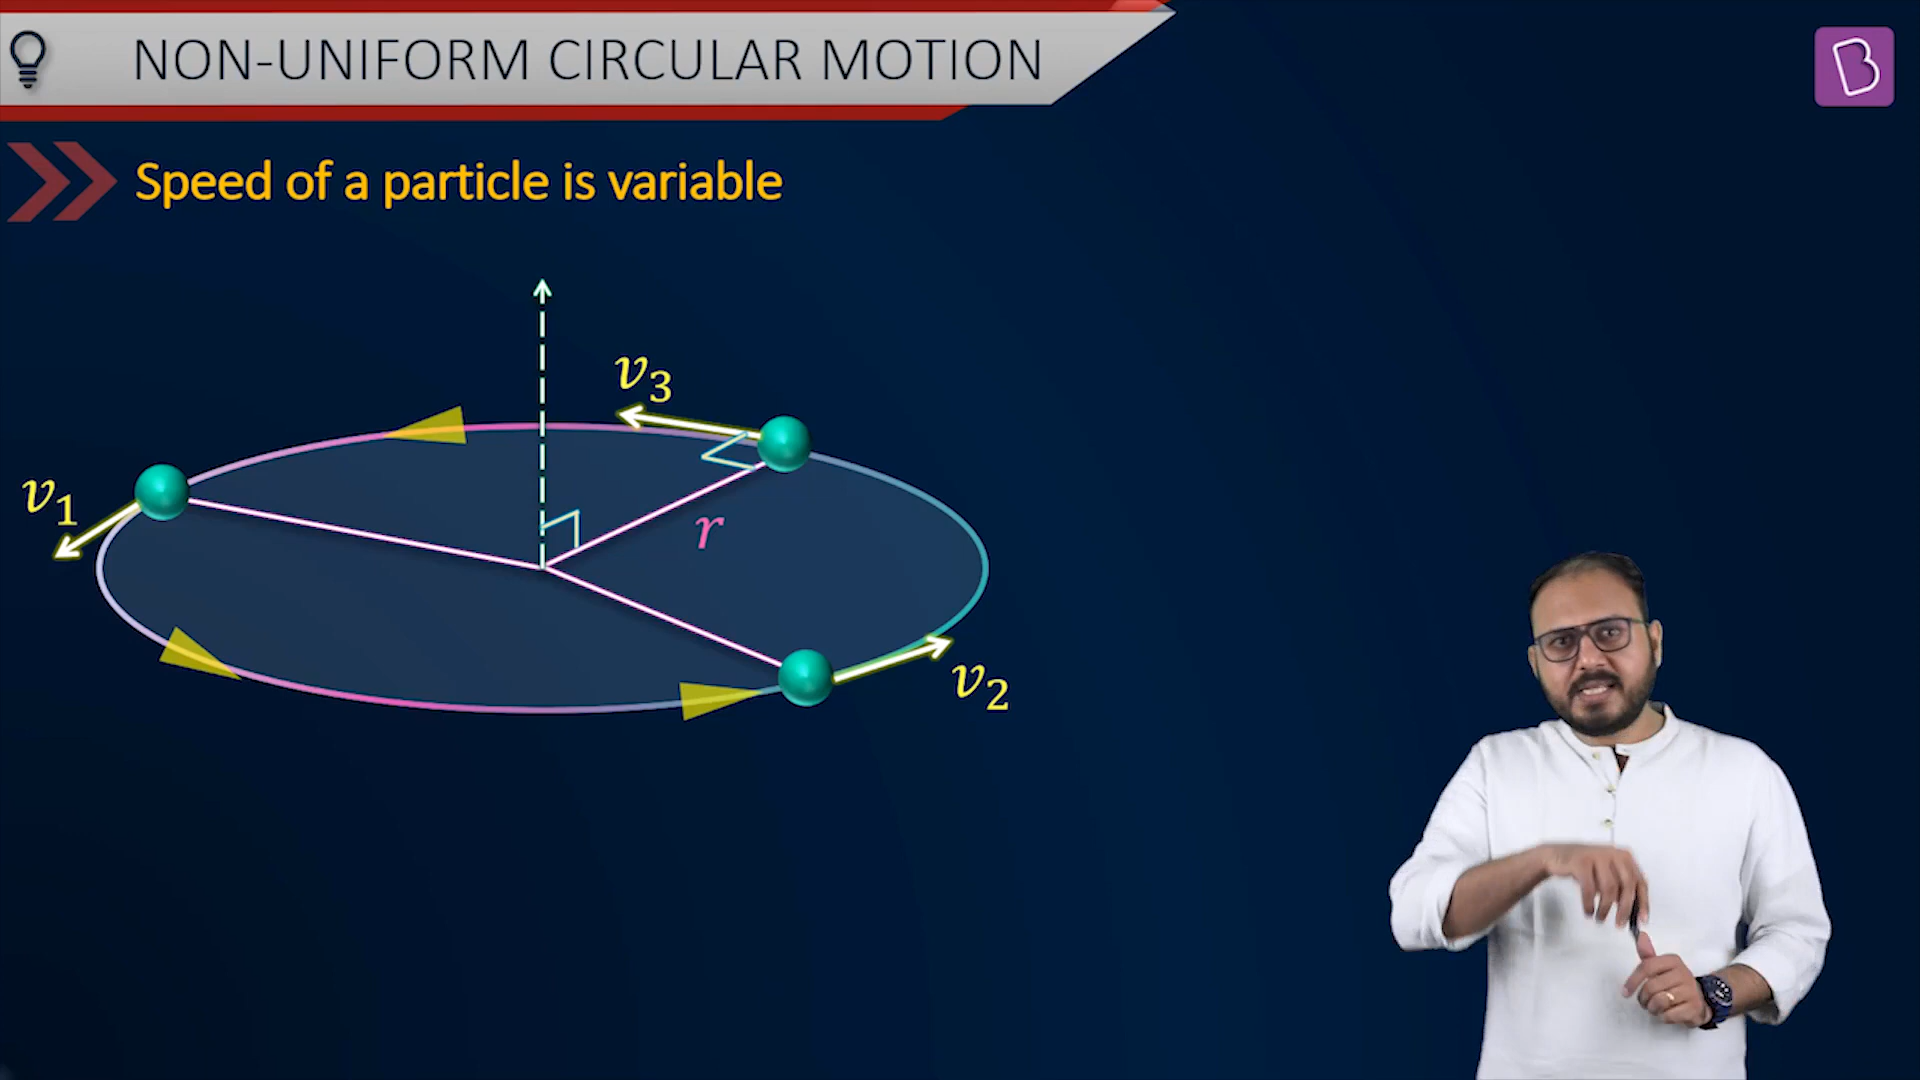 NON-UNIFORM CIRCULAR MOTION
B
Speed of a particle is variable
v₃
v₁
r
v₂